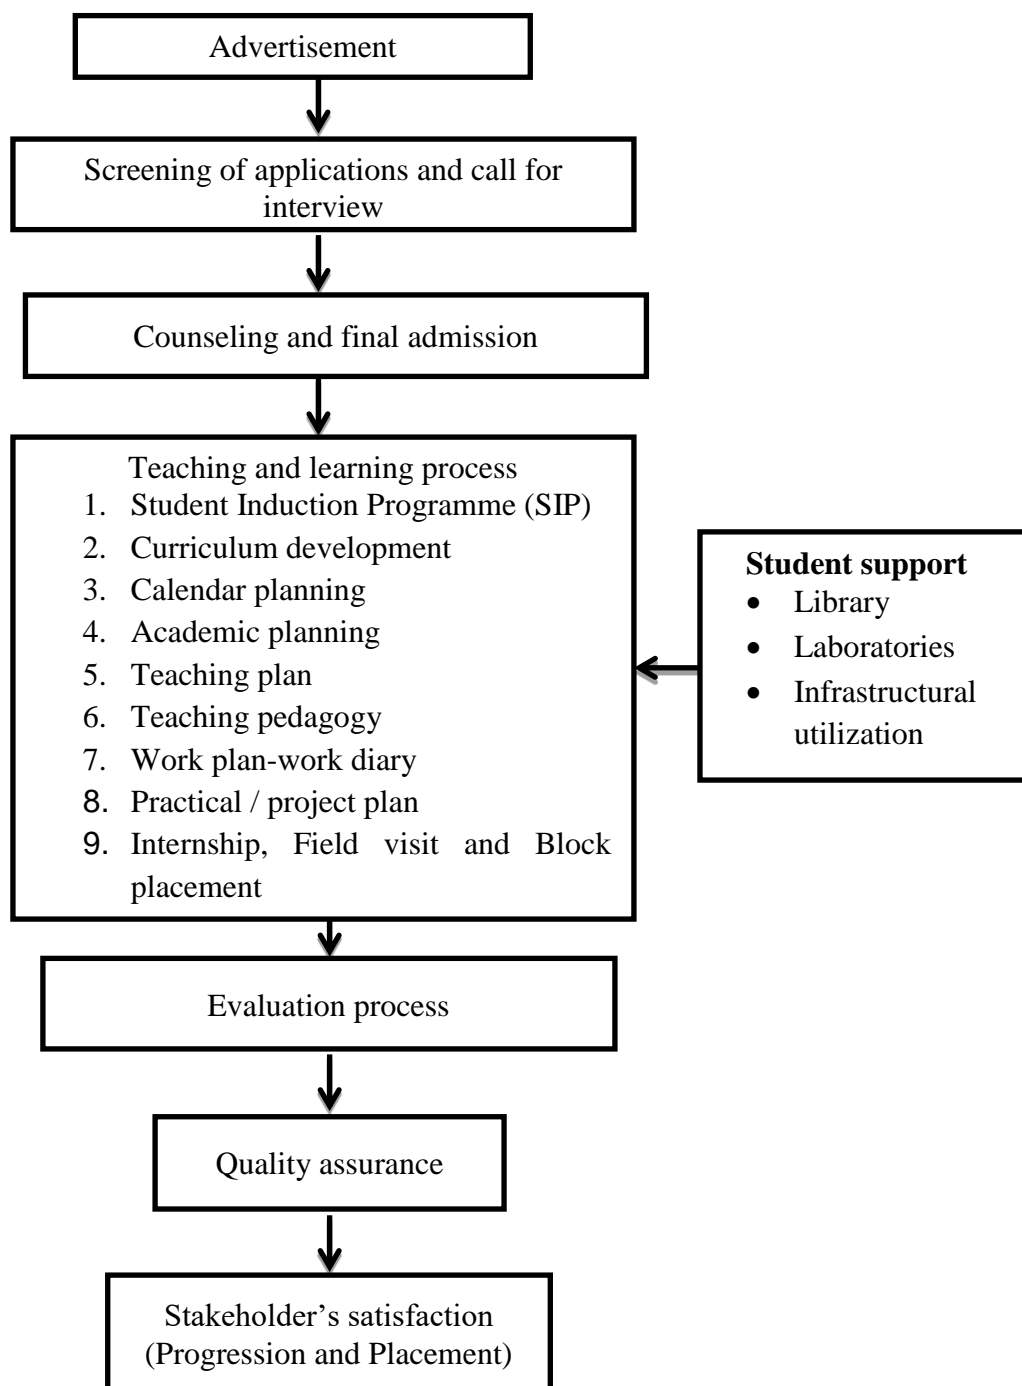 Advertisement
Screening of applications and call for
interview
Counseling and final admission
Teaching and learning process
1. Student Induction Programme (SIP)
2. Curriculum development
3. Calendar planning
4. Academic planning
5. Teaching plan
6. Teaching pedagogy
7. Work plan-work diary
8. Practical / project plan
9. Internship, Field visit and Block
placement
Student support
• Library
• Laboratories
• Infrastructural
utilization
Evaluation process
Quality assurance
Stakeholder’s satisfaction
(Progression and Placement)